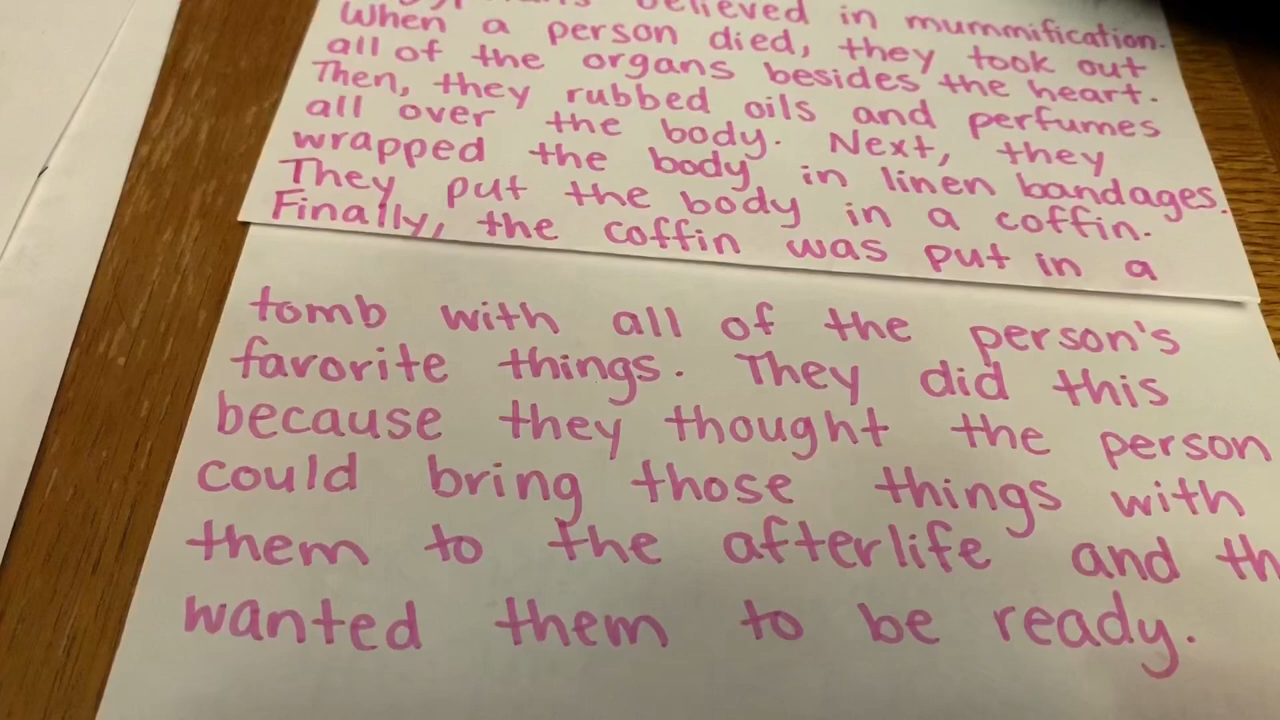 believed in mummification.
When a person died, they took out
all of the organs besides the heart.
Then, they rubbed oils and perfumes
all over the body. Next, they
wrapped the body in linen bandages.
They put the body in a coffin.
Finally, the coffin was put in a
tomb with all of the person's
favorite things. They did this
because they thought the person
could bring those things with
them to the afterlife and
wanted them to be ready.